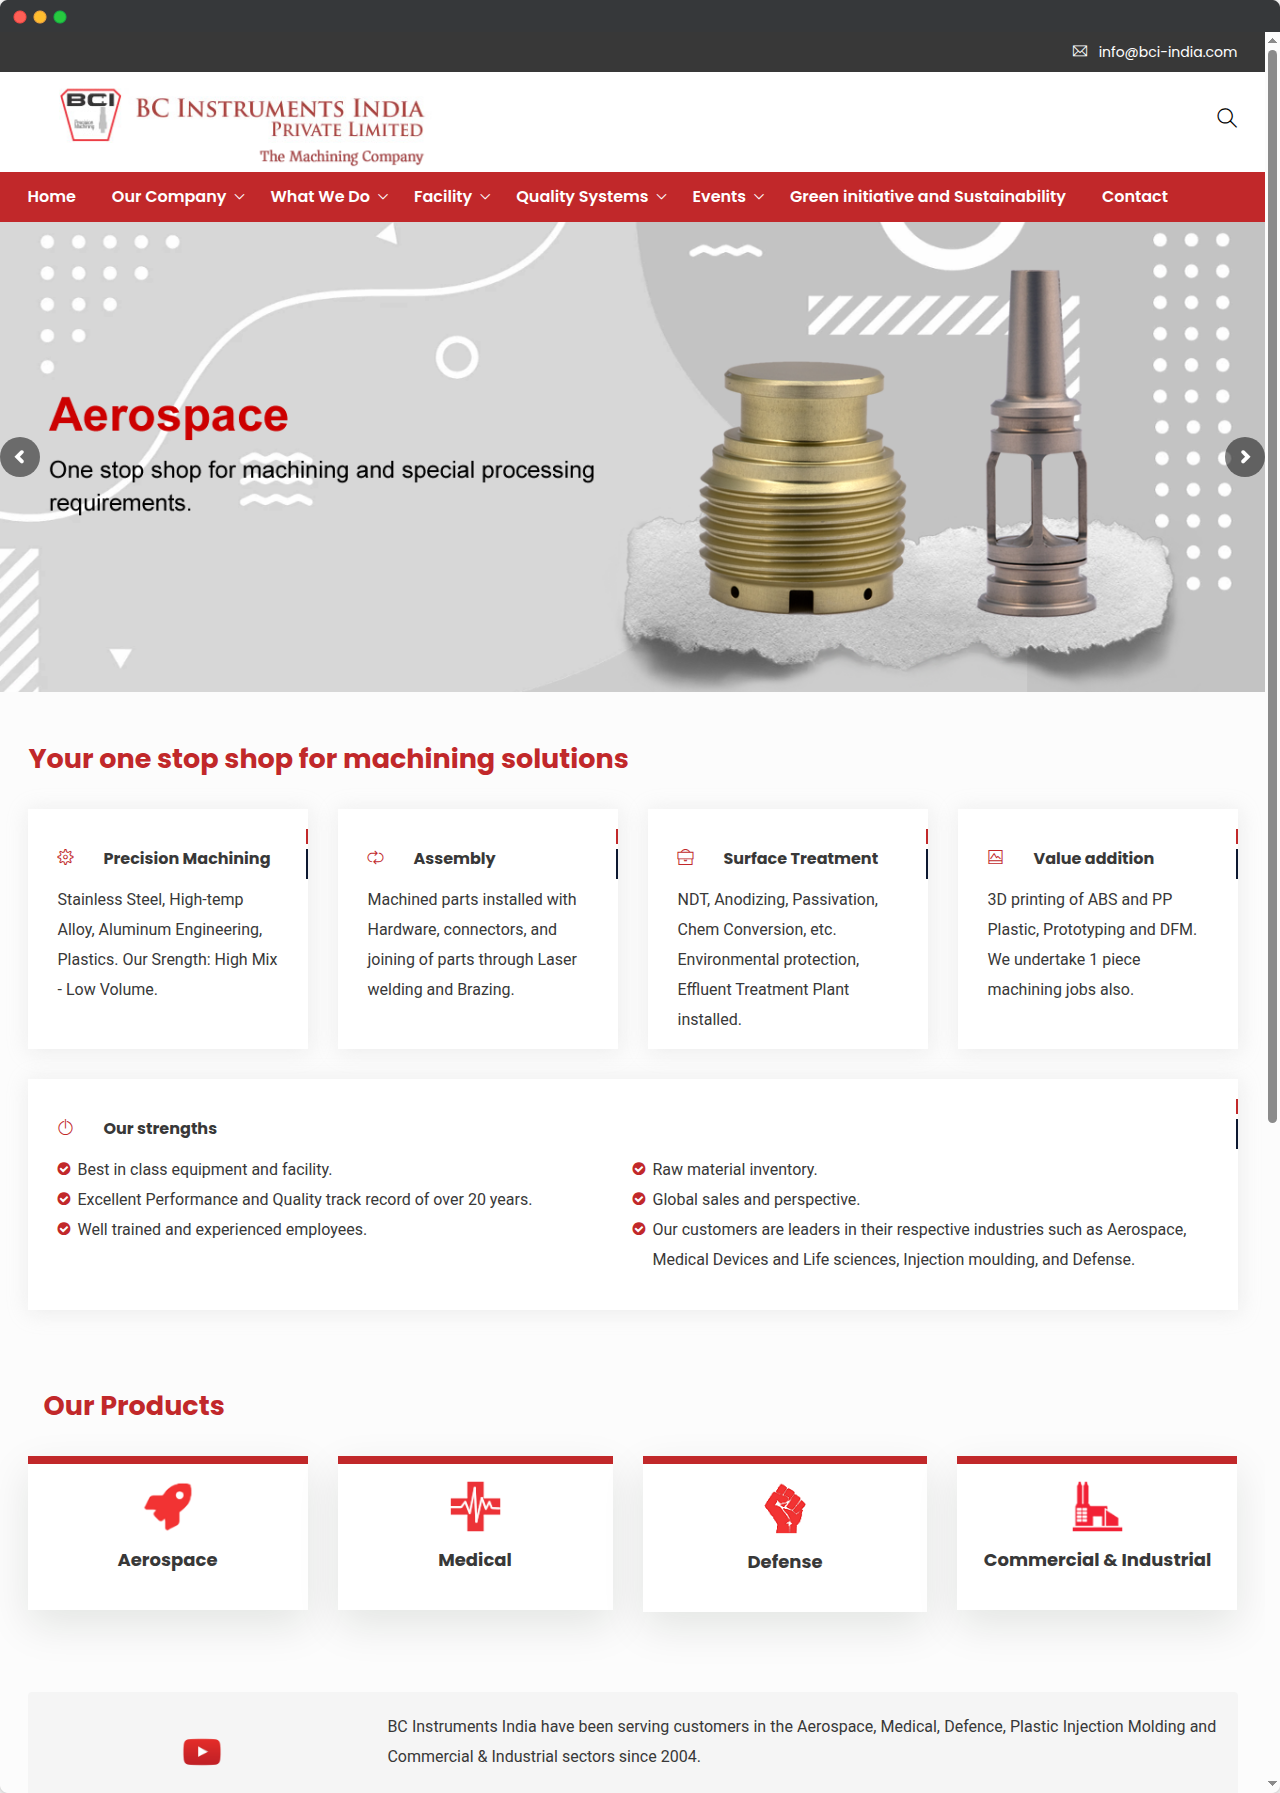 info@bci-india.com
BCI
Precision
Machining
BC INSTRUMENTS INDIA
PRIVATE LIMITED
The Machining Company
Home Our Company What We Do Facility Quality Systems Events Green initiative and Sustainability Contact
Aerospace
One stop shop for machining and special processing
requirements.
Your one stop shop for machining solutions
Precision Machining
Stainless Steel, High-temp
Alloy, Aluminum Engineering,
Plastics. Our Srength: High Mix
- Low Volume.
Assembly
Machined parts installed with
Hardware, connectors, and
joining of parts through Laser
welding and Brazing.
Surface Treatment
NDT, Anodizing, Passivation,
Chem Conversion, etc.
Environmental protection,
Effluent Treatment Plant
installed.
Value addition
3D printing of ABS and PP
Plastic, Prototyping and DFM.
We undertake 1 piece
machining jobs also.
Our strengths
Best in class equipment and facility.
Excellent Performance and Quality track record of over 20 years.
Well trained and experienced employees.
Raw material inventory.
Global sales and perspective.
Our customers are leaders in their respective industries such as Aerospace,
Medical Devices and Life sciences, Injection moulding, and Defense.
Our Products
Aerospace
Medical
Defense
Commercial & Industrial
BC Instruments India have been serving customers in the Aerospace, Medical, Defence, Plastic Injection Molding and
Commercial & Industrial sectors since 2004.